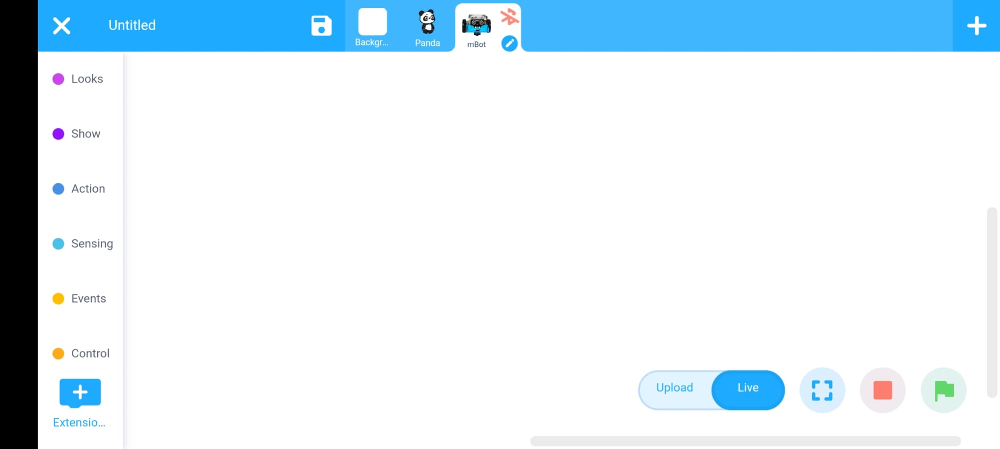 Untitled
Backgr...
Panda
mBot
Looks
Show
Action
Sensing
Events
Control
Extensio...
Upload
Live